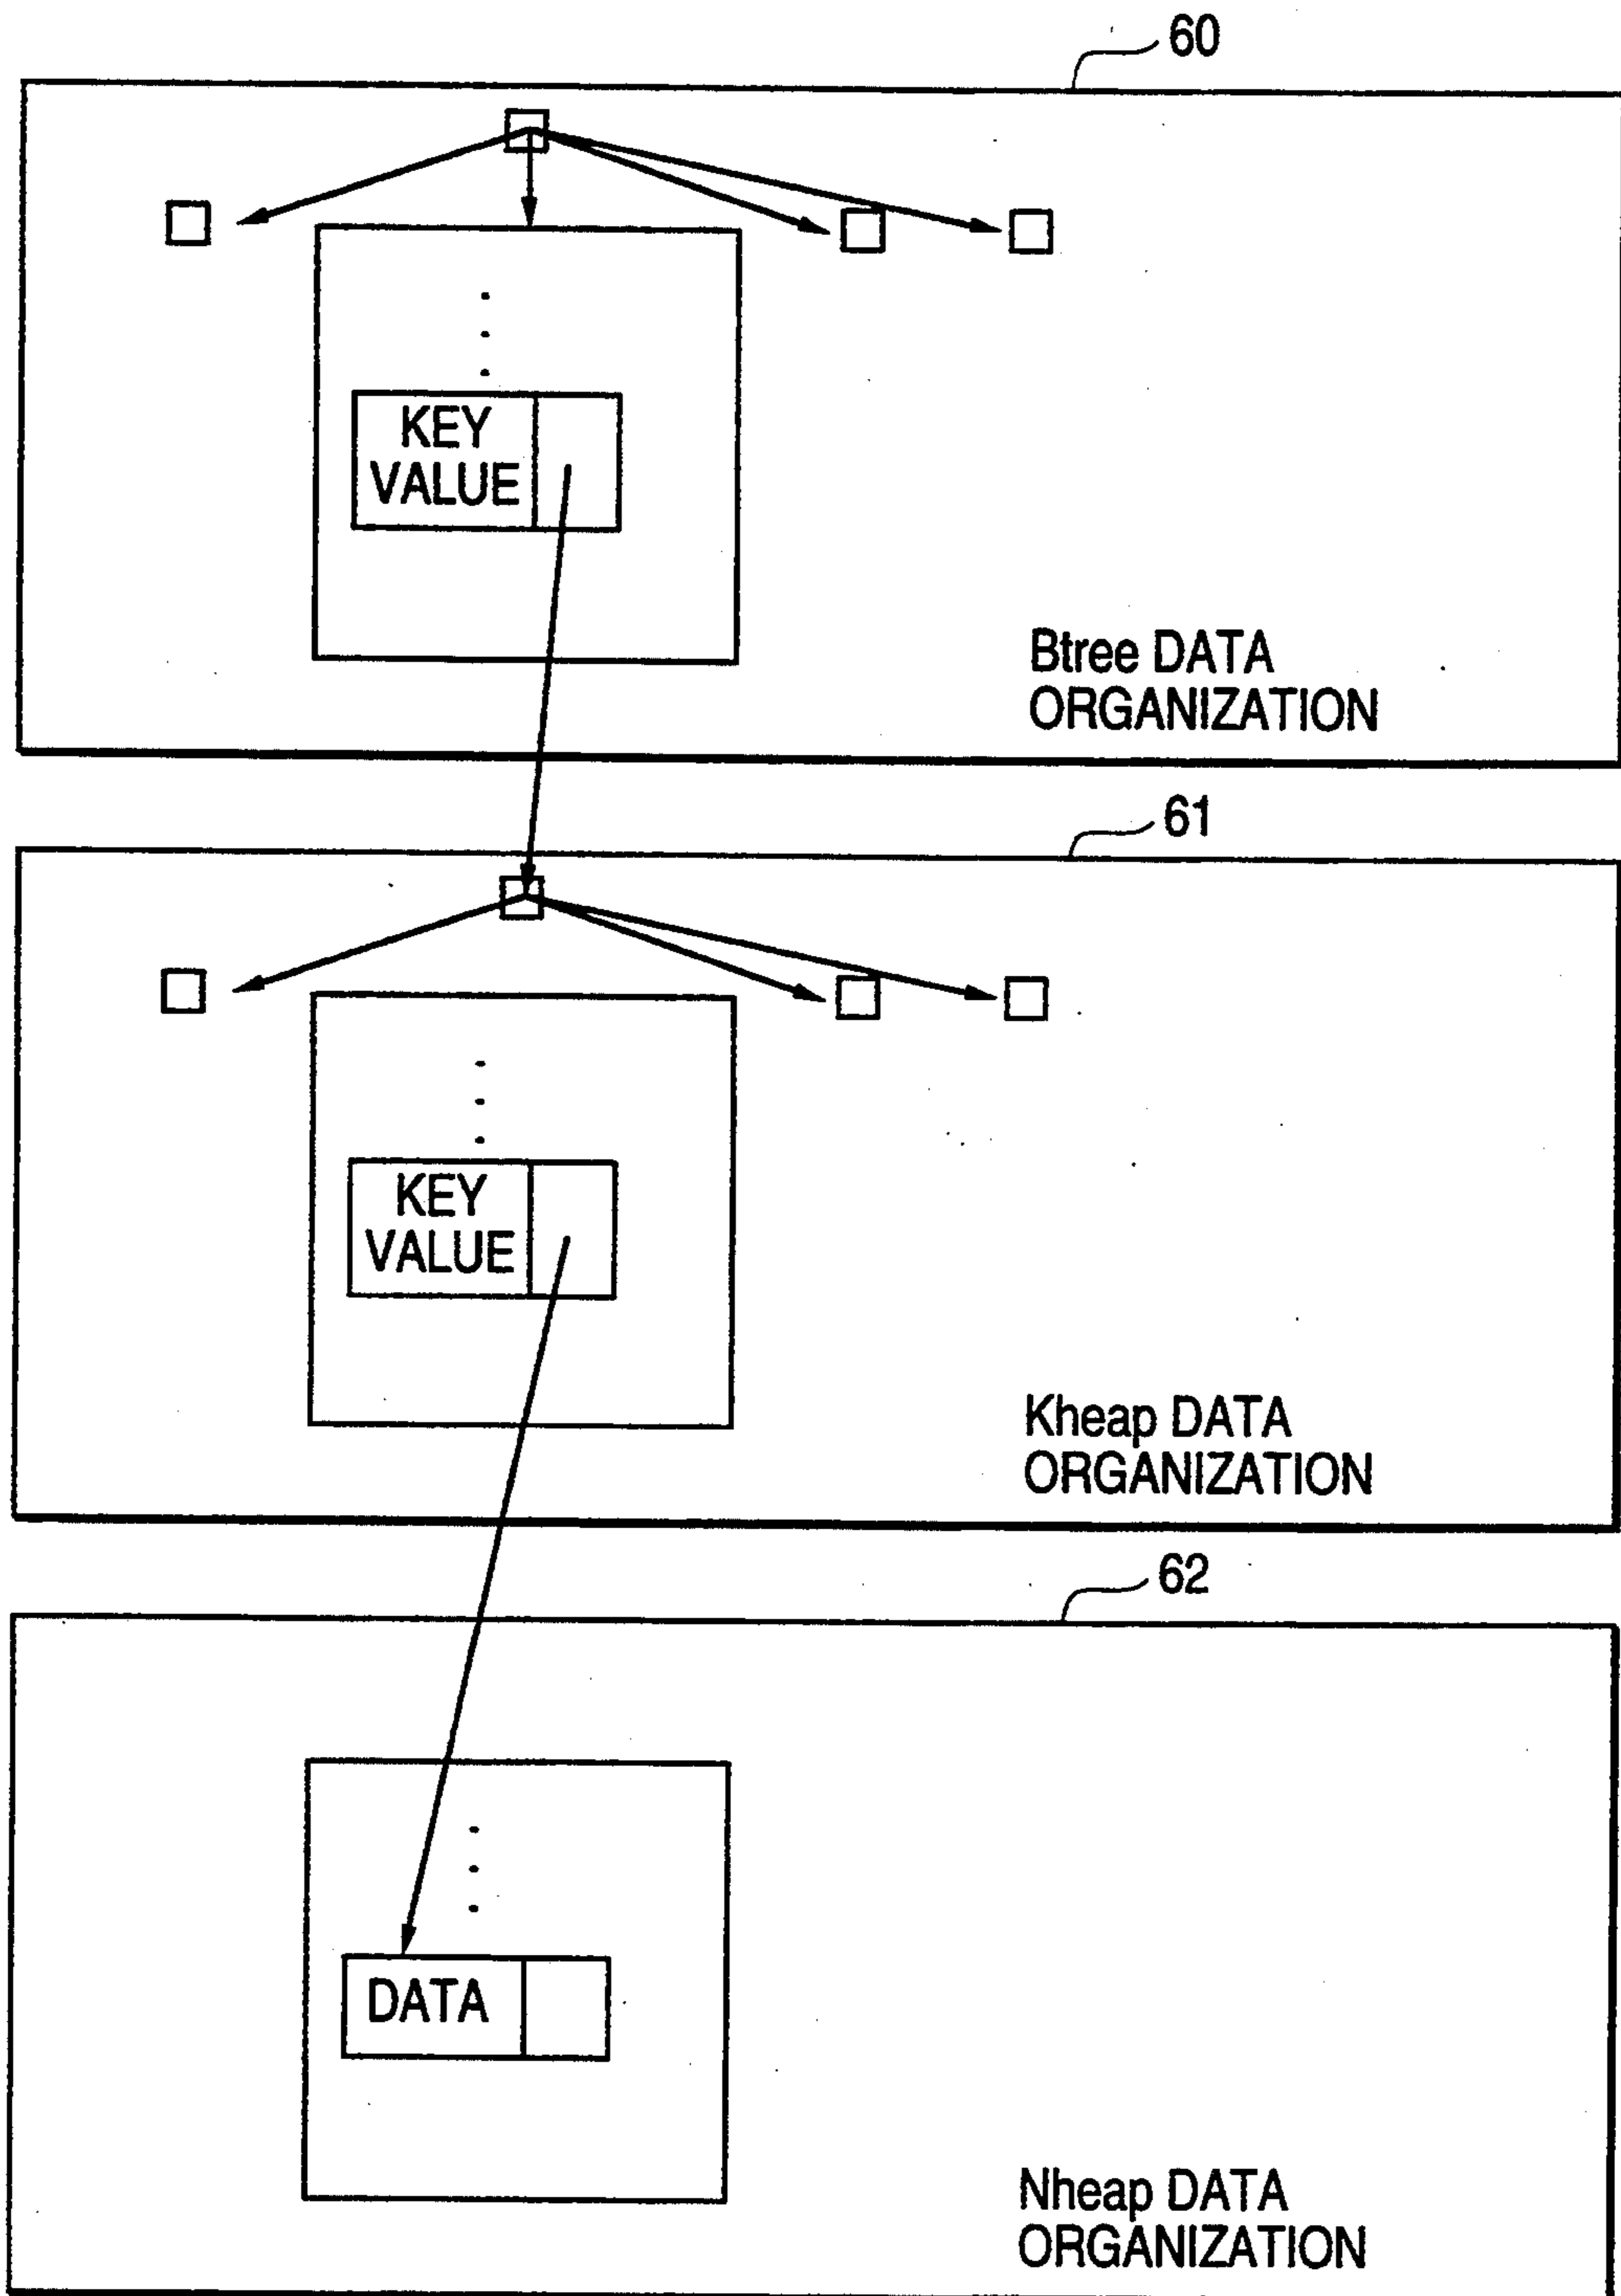 60
KEY
VALUE
Btree DATA
ORGANIZATION
61
KEY
VALUE
Kheap DATA
ORGANIZATION
62
DATA
Nheap DATA
ORGANIZATION